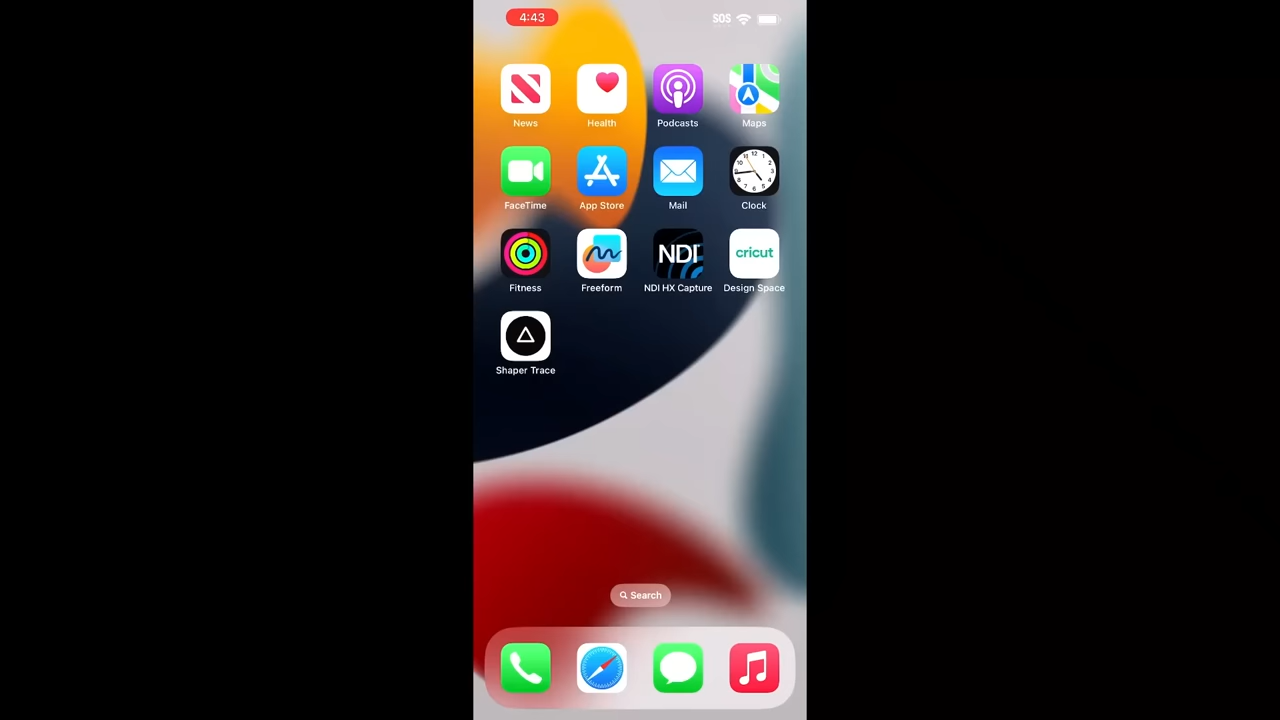 4:43 SOS
News Health Podcasts Maps
FaceTime App Store Mail Clock
NDI cricut
Fitness Freeform NDI HX Capture Design Space
Shaper Trace
Search